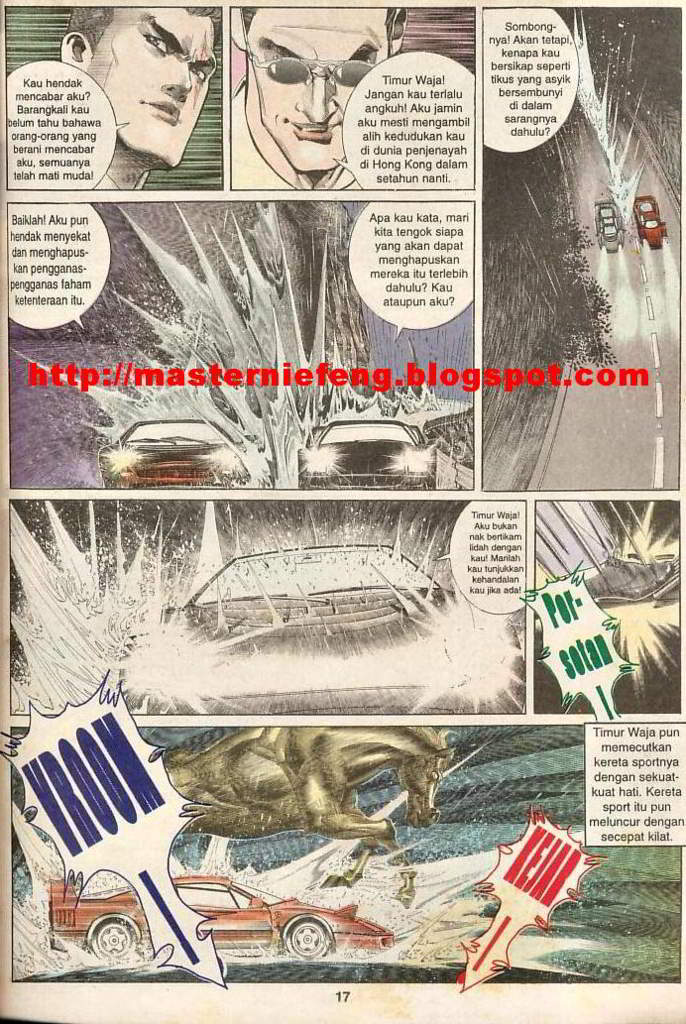 Kau hendak
mencabar aku?
Barangkali kau
belum tahu bahawa
orang-orang yang
berani mencabar
aku, semuanya
telah mati muda!
Timur Waja!
Jangan kau terlalu
angkuh! Aku jamin
aku mesti mengambil
alih kedudukan kau
di dunia penjenayah
di Hong Kong dalam
setahun nanti.
Sombong-
nya! Akan tetapi,
kenapa kau
bersikap seperti
tikus yang asyik
bersembunyi
di dalam
sarangnya
dahulu?
Baiklah! Aku pun
hendak menyekat
dan menghapus-
kan pengganas-
pengganas faham
ketenteraan itu.
Apa kau kata, mari
kita tengok siapa
yang akan dapat
menghapuskan
mereka itu terlebih
dahulu? Kau
ataupun aku?
http://masterniefeng.blogspot.com
Timur Waja!
Aku bukan
nak bertikam
lidah dengan
kau! Marilah
kau tunjukkan
kehandalan
kau jika ada!
Per-
setan
!
VROOM
!
Timur Waja pun
memecutkan
kereta sportnya
dengan sekuat-
kuat hati. Kereta
sport itu pun
meluncur dengan
secepat kilat.
KEJAR
!
17